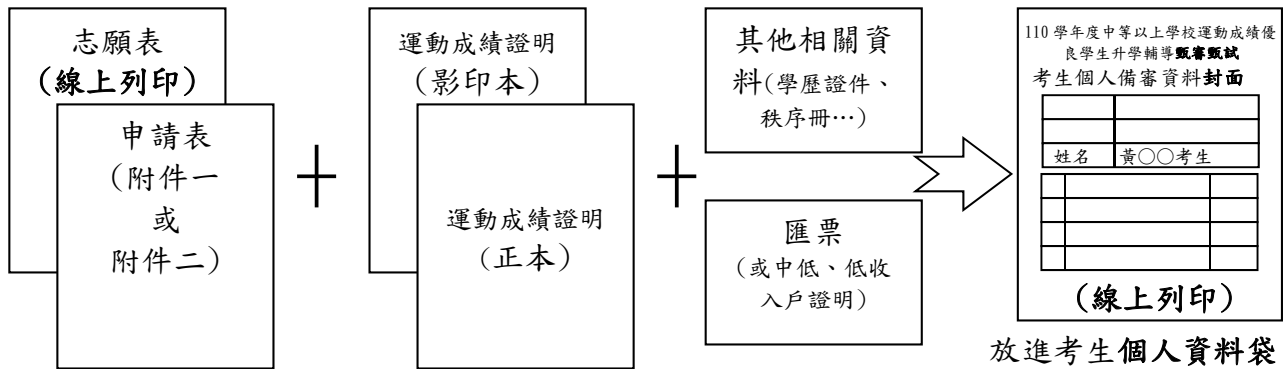 志願表
(線上列印)
申請表
(附件一
或
附件二)
+
運動成績證明
(影印本)
運動成績證明
(正本)
+
其他相關資
料(學歷證件、
秩序冊…)
匯票
(或中低、低收
入戶證明)
110 學年度中等以上學校運動成績優
良學生升學輔導甄審甄試
考生個人備審資料封面
姓名 黃○○考生
(線上列印)
放進考生個人資料袋